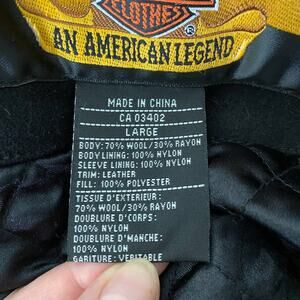 CLOTHES
®
AN AMERICAN LEGEND
MADE IN CHINA
CA 03402
LARGE
BODY: 70% WOOL/30% RAYON
BODY LINING: 100% NYLON
SLEEVE LINING: 100% NYLON
TRIM: LEATHER
FILL: 100% POLYESTER
TISSUE D'EXTERIEUR:
70% WOOL/30% RAYON
DOUBLURE D'CORPS:
100% NYLON
DOUBLURE D'MANCHE:
100% NYLON
GARITURE: VERITABLE